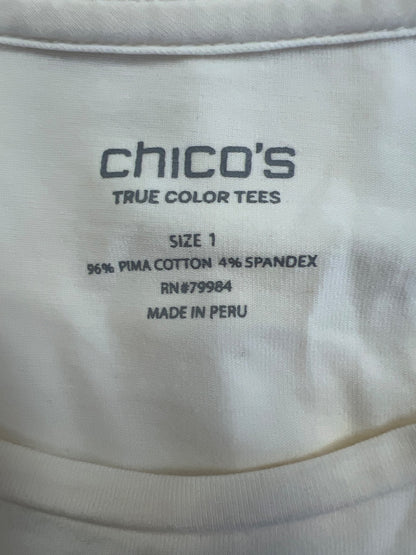 chico's
TRUE COLOR TEES
SIZE 1
96% PIMA COTTON 4% SPANDEX
RN#79984
MADE IN PERU